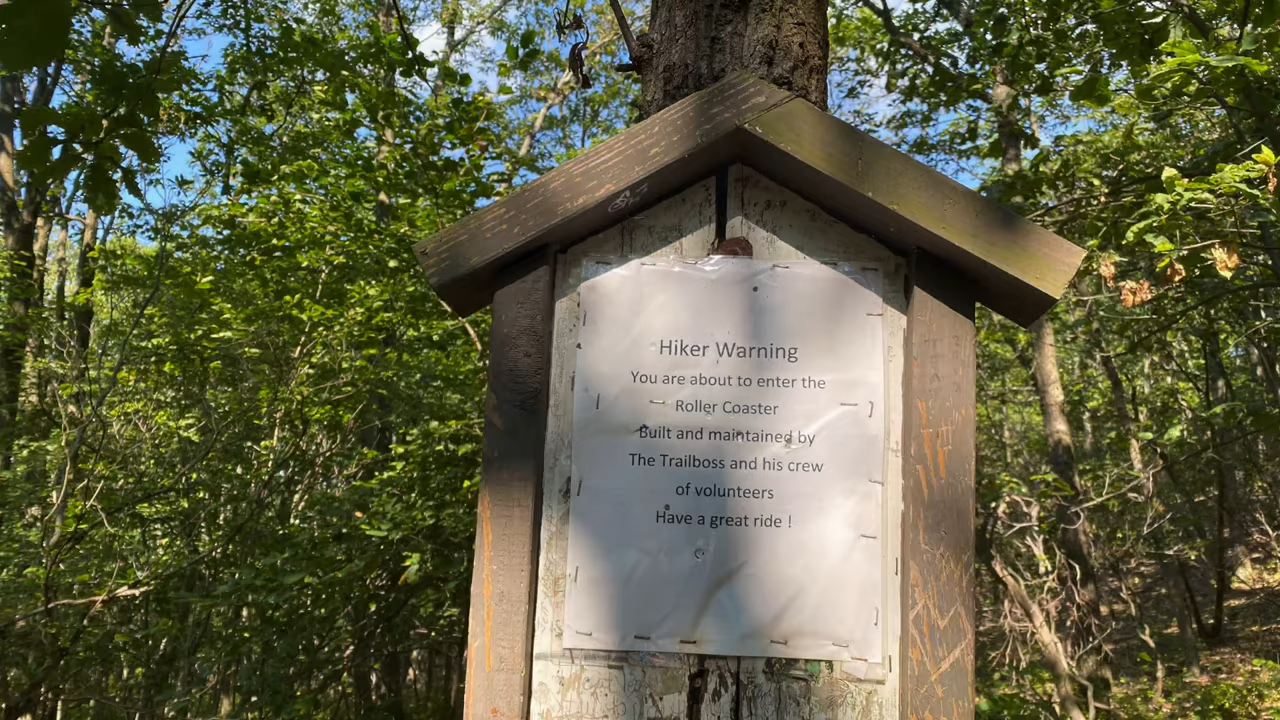 Hiker Warning
You are about to enter the
Roller Coaster
Built and maintained by
The Trailboss and his crew
of volunteers
Have a great ride !